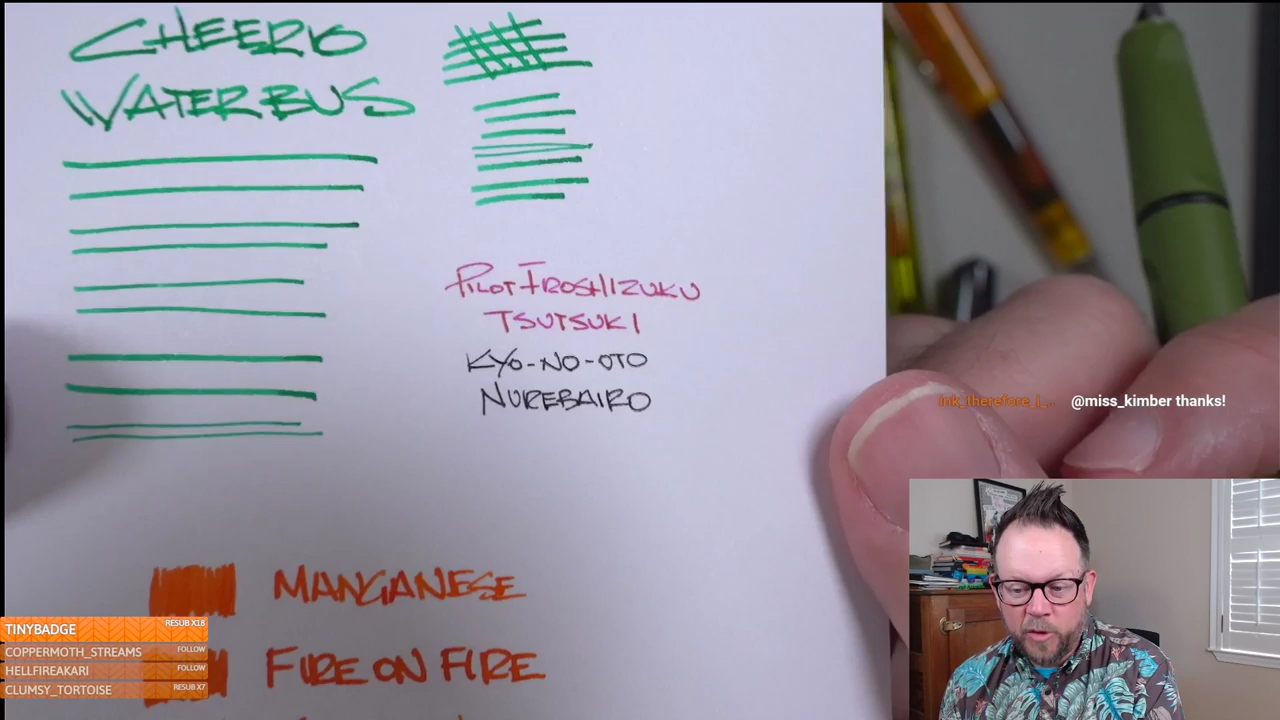 CHEERIO
WATERBUS
PILOT IROSHIZUKU
TSUTSUKI
KYO-NO-OTO
NUREBAIRO
ink_therefore_i_... @miss_kimber thanks!
MANGANESE
FIRE ON FIRE
TINYBADGE RESUB X18
COPPERMOTH_STREAMS FOLLOW
HELLFIREAKARI FOLLOW
CLUMSY_TORTOISE RESUB X7